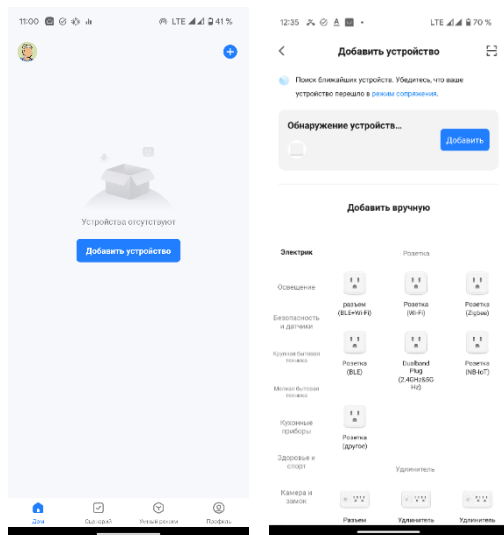 11:00
LTE
41 %
Устройства отсутствуют
Добавить устройство
Дом
Сценарий
Умный режим
Профиль
12:35
LTE
70 %
Добавить устройство
Поиск ближайших устройств. Убедитесь, что ваше
устройство перешло в режим сопряжения.
Обнаружение устройств...
Добавить
Добавить вручную
Электрик
Розетка
Освещение
разъем
(BLE+Wi-Fi)
Розетка
(Wi-Fi)
Розетка
(Zigbee)
Безопасность
и датчики
Крупная бытовая
техника
Розетка
(BLE)
Dualband
Plug
(2.4GHz&5G
Hz)
Розетка
(NB-IoT)
Мелкая бытовая
техника
Кухонные
приборы
Розетка
(другое)
Здоровье и
спорт
Удлинитель
Камера и
замок
Разъем
Удлинитель
Удлинитель